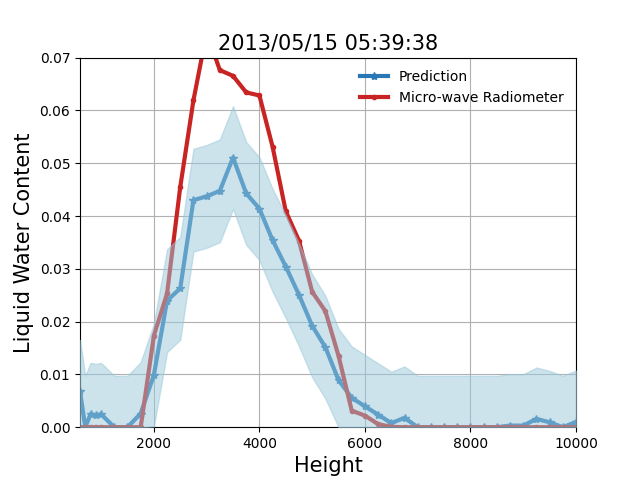 2013/05/15 05:39:38
0.07
0.06
0.05
0.04
0.03
0.02
0.01
0.00
Liquid Water Content
Prediction
Micro-wave Radiometer
2000 4000 6000 8000 10000
Height